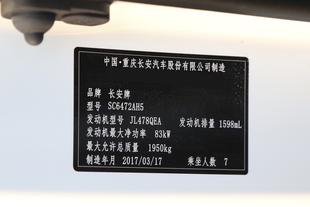 中国·重庆长安汽车股份有限公司制造
品牌 长安牌
型号 SC6472AH5
发动机型号 JL478QEA 发动机排量 1598mL
发动机最大净功率 83kW
最大允许总质量 1950kg
制造年月 2017/03/17 乘坐人数 7